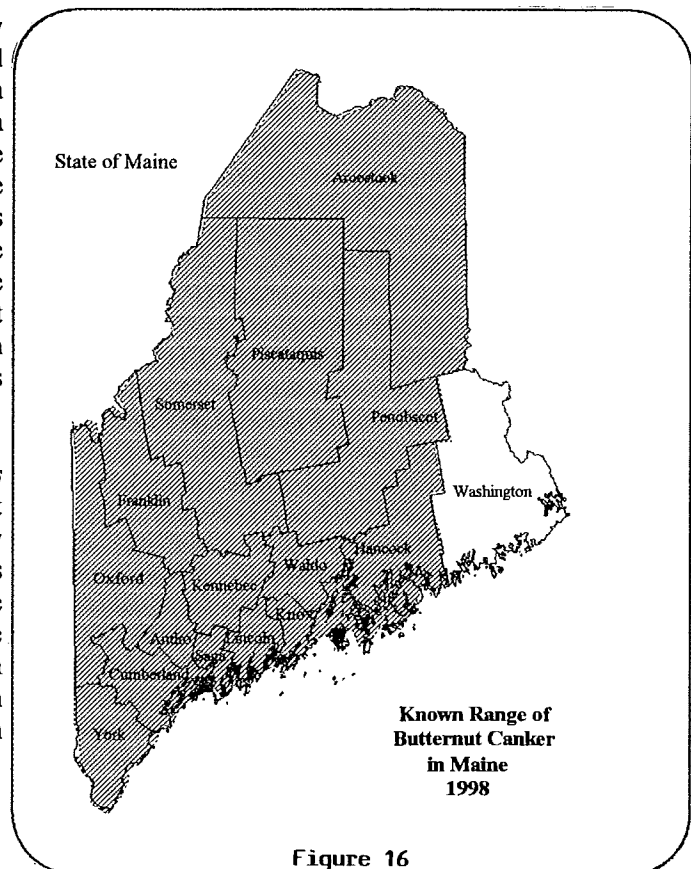 State of Maine
Aroostook
Piscataquis
Somerset
Penobscot
Washington
Franklin
Hancock
Waldo
Oxford
Kennebec
Knox
Andro
Lincoln
Saga
Cumberland
York
Known Range of
Butternut Canker
in Maine
1998
Figure 16